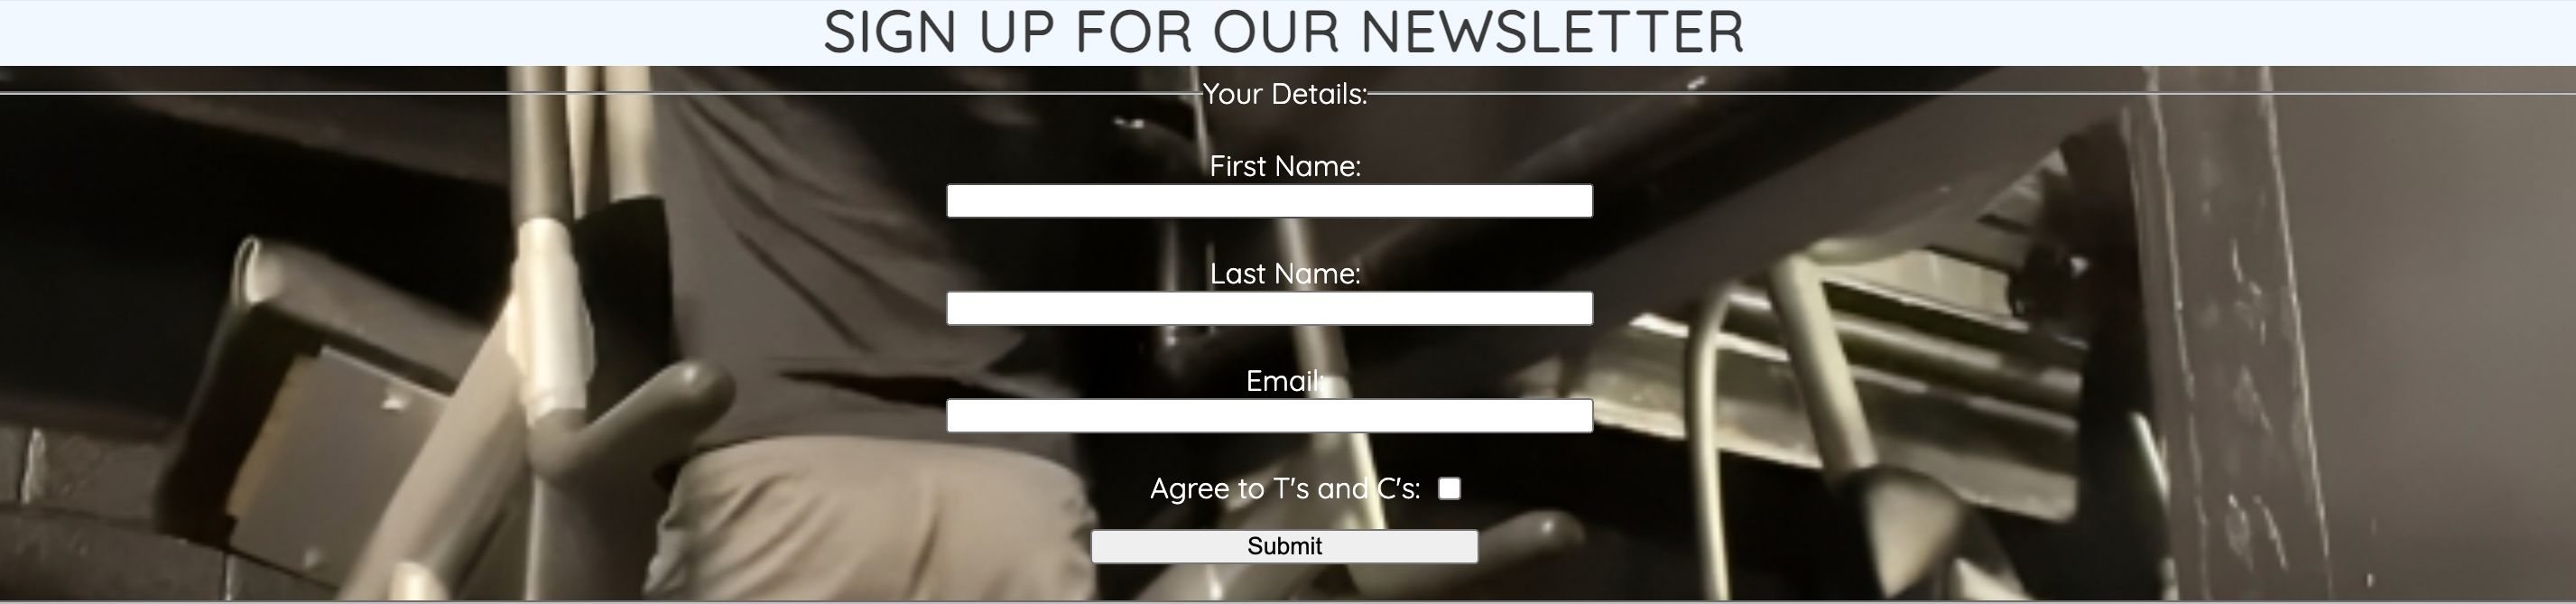 SIGN UP FOR OUR NEWSLETTER
Your Details:
First Name:
Last Name:
Email:
Agree to T's and C's:
Submit